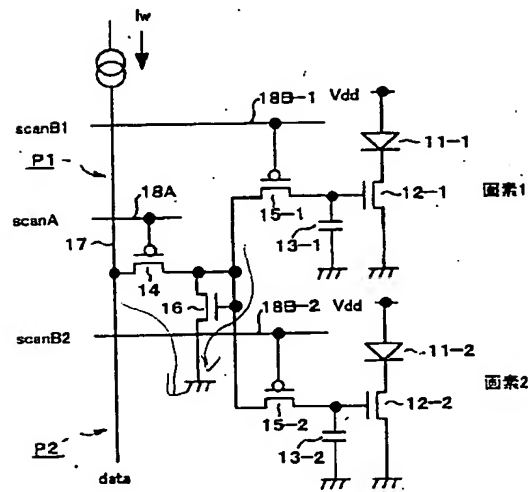 Iw
18B-1
Vdd
scanB1
11-1
P1
18A
12-1
画素1
scanA
15-1
17
13-1
14
16
18B-2
Vdd
scanB2
11-2
画素2
12-2
15-2
P2
13-2
data